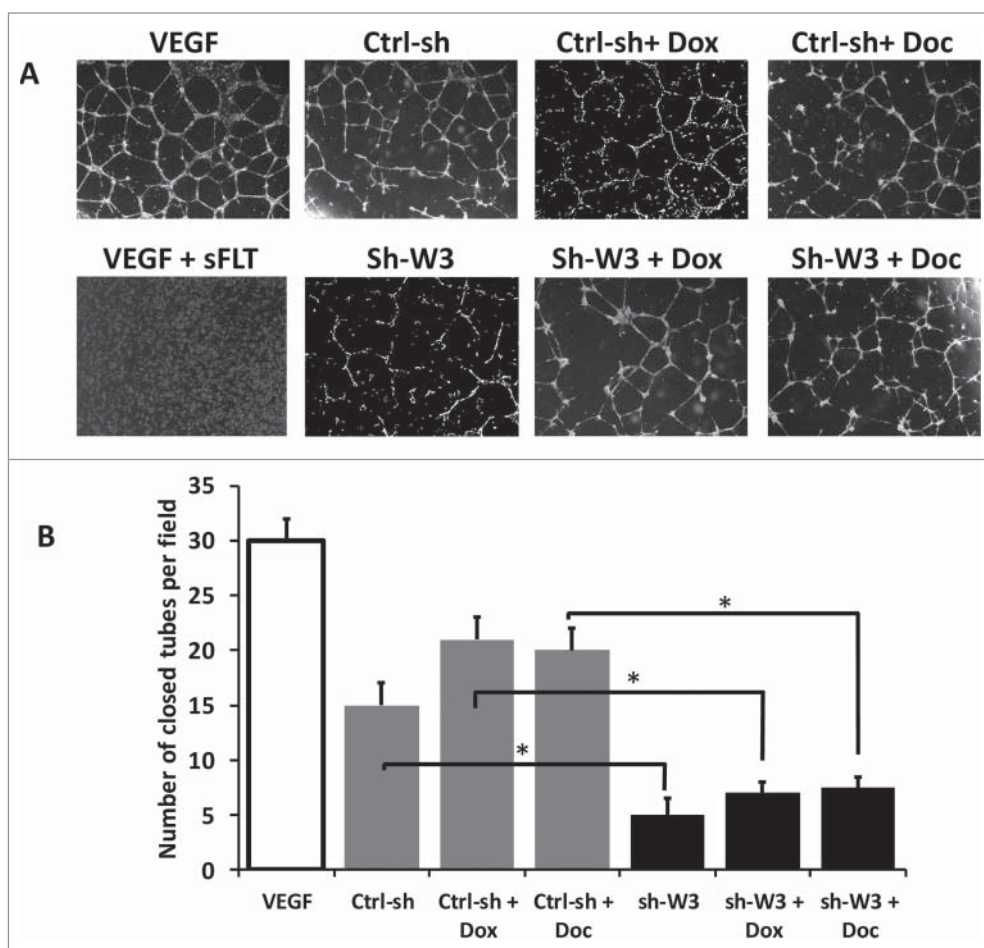 A
VEGF
Ctrl-sh
Ctrl-sh+ Dox
Ctrl-sh+ Doc
VEGF + sFLT
Sh-W3
Sh-W3 + Dox
Sh-W3 + Doc
B
Number of closed tubes per field
35
30
25
20
15
10
5
0
*
*
*
VEGF
Ctrl-sh
Ctrl-sh +
Dox
Ctrl-sh +
Doc
sh-W3
sh-W3 +
Dox
sh-W3 +
Doc